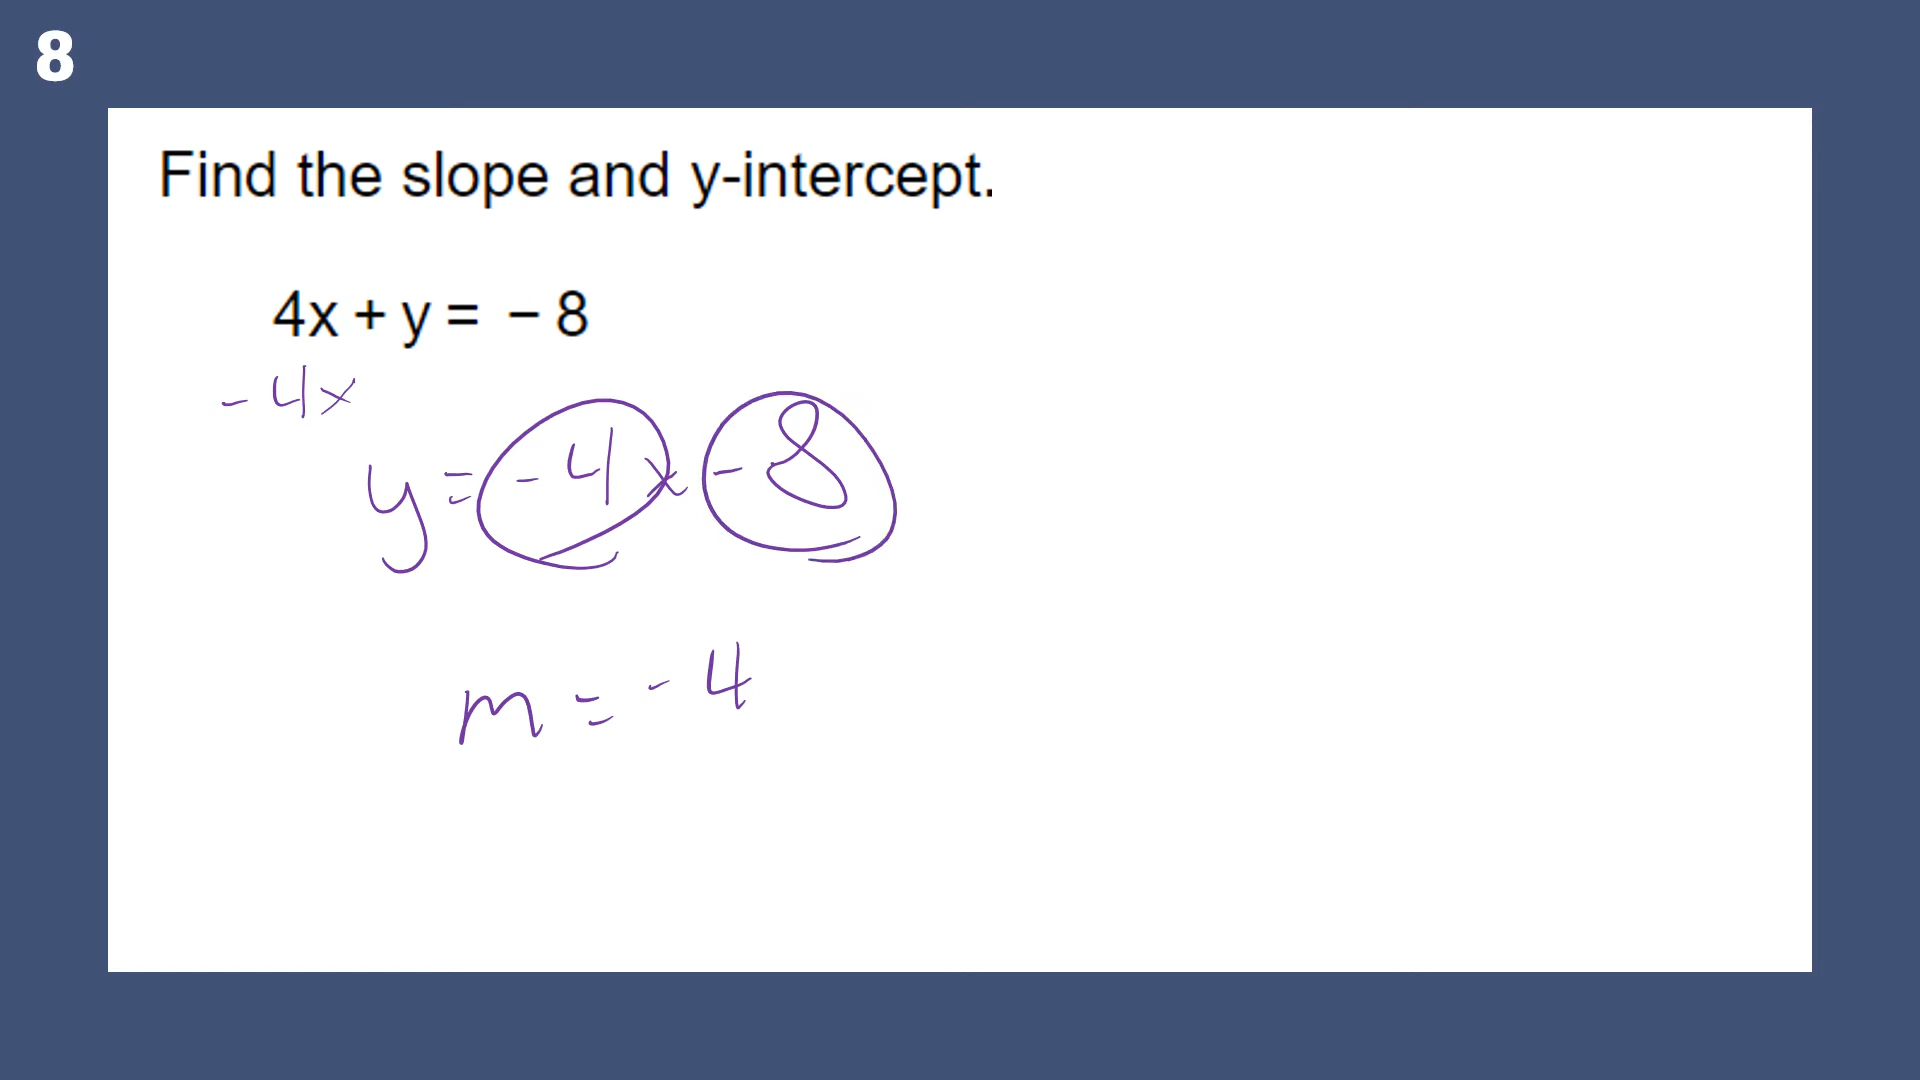 8
Find the slope and y-intercept.
4x + y = − 8
- 4x
y = -4x - 8
m = - 4